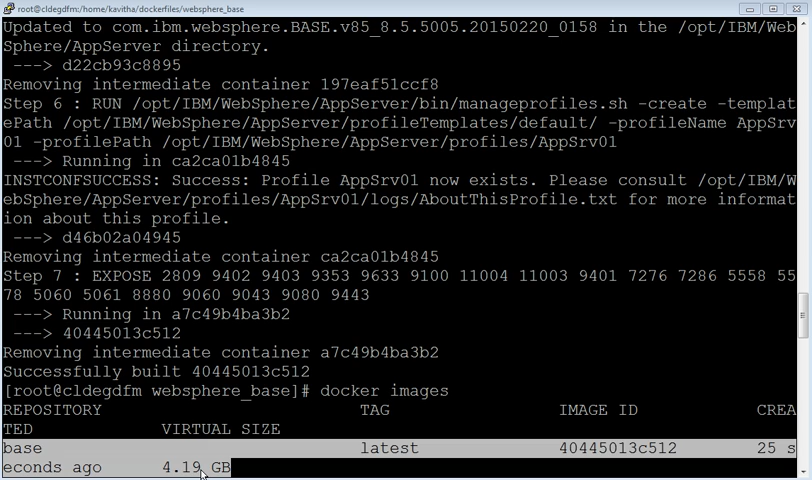 root@cldegdfm:/home/kavitha/dockerfiles/websphere_base
Updated to com.ibm.websphere.BASE.v85_8.5.5005.20150220_0158 in the /opt/IBM/Web
Sphere/AppServer directory.
 ---> d22cb93c8895
Removing intermediate container 197eaf51ccf8
Step 6 : RUN /opt/IBM/WebSphere/AppServer/bin/manageprofiles.sh -create -templat
ePath /opt/IBM/WebSphere/AppServer/profileTemplates/default/ -profileName AppSrv
01 -profilePath /opt/IBM/WebSphere/AppServer/profiles/AppSrv01
 ---> Running in ca2ca01b4845
INSTCONFSUCCESS: Success: Profile AppSrv01 now exists. Please consult /opt/IBM/W
ebSphere/AppServer/profiles/AppSrv01/logs/AboutThisProfile.txt for more informat
ion about this profile.
 ---> d46b02a04945
Removing intermediate container ca2ca01b4845
Step 7 : EXPOSE 2809 9402 9403 9353 9633 9100 11004 11003 9401 7276 7286 5558 55
78 5060 5061 8880 9060 9043 9080 9443
 ---> Running in a7c49b4ba3b2
 ---> 40445013c512
Removing intermediate container a7c49b4ba3b2
Successfully built 40445013c512
[root@cldegdfm websphere_base]# docker images
REPOSITORY TAG IMAGE ID CREA
TED VIRTUAL SIZE
base latest 40445013c512 25 s
econds ago 4.19 GB